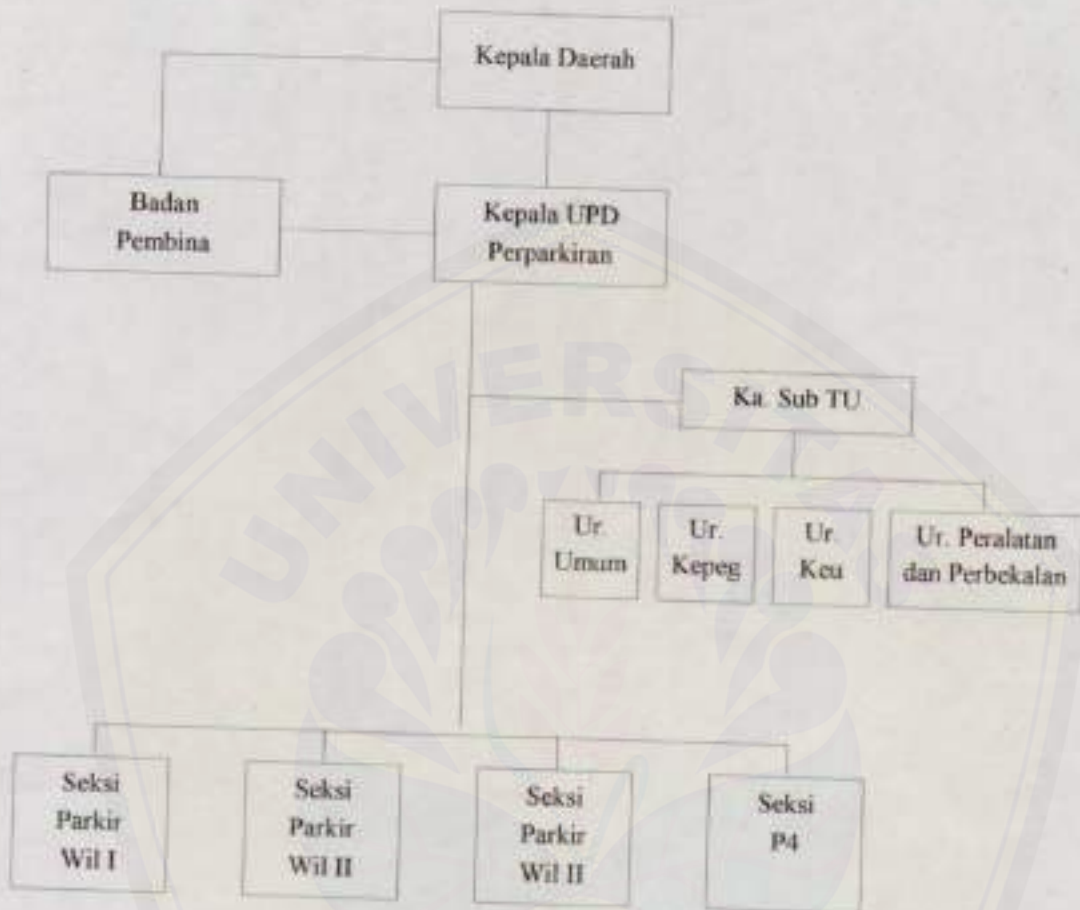 Kepala Daerah
Badan
Pembina
Kepala UPD
Perparkiran
Ka. Sub TU
Ur.
Umum
Ur.
Kepeg
Ur.
Keu
Ur. Peralatan
dan Perbekalan
Seksi
Parkir
Wil I
Seksi
Parkir
Wil II
Seksi
Parkir
Wil II
Seksi
P4
UNIVERSITA